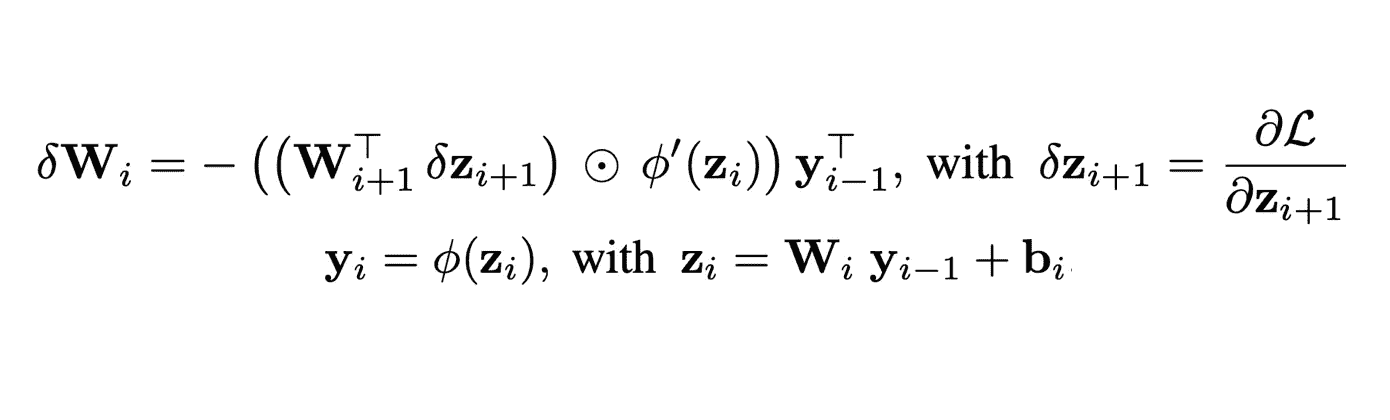 δW_i = − ((W_{i+1}^⊤ δz_{i+1}) ⊙ φ′(z_i)) y_{i−1}^⊤, with δz_{i+1} = ∂ℒ/∂z_{i+1}
y_i = φ(z_i), with z_i = W_i y_{i−1} + b_i